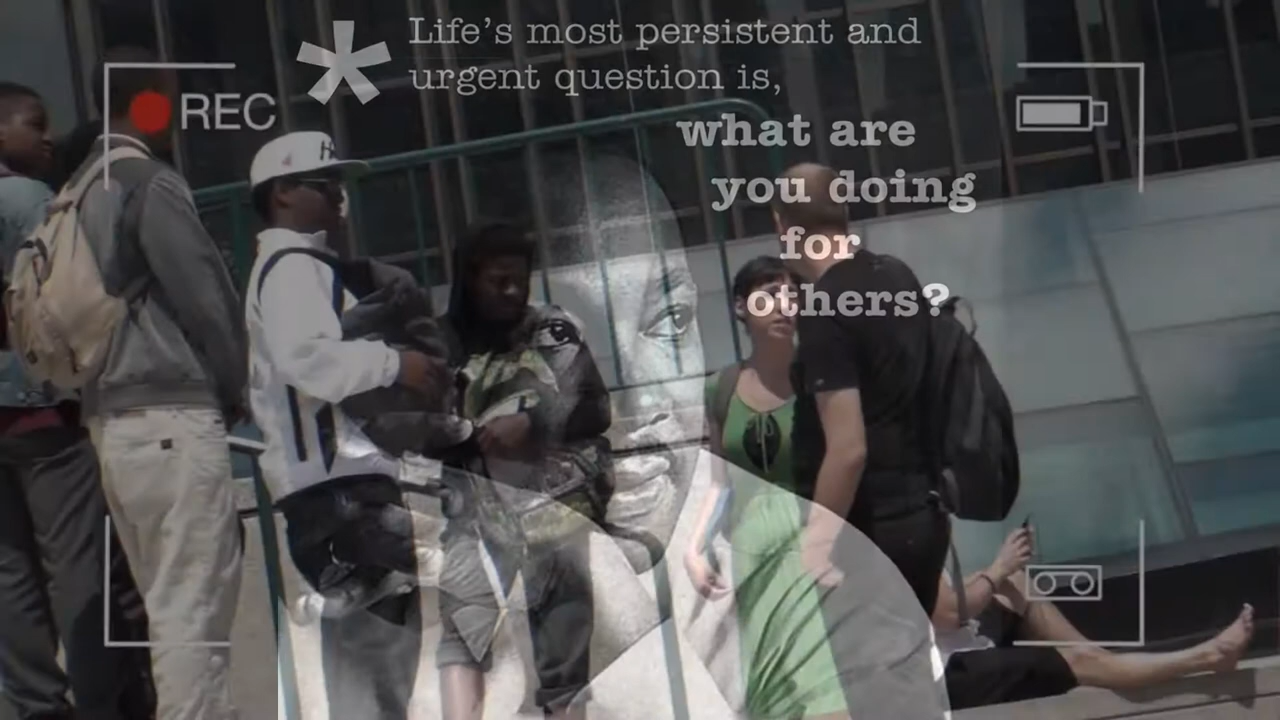 Life's most persistent and
urgent question is,
REC
what are
you doing
for
others?